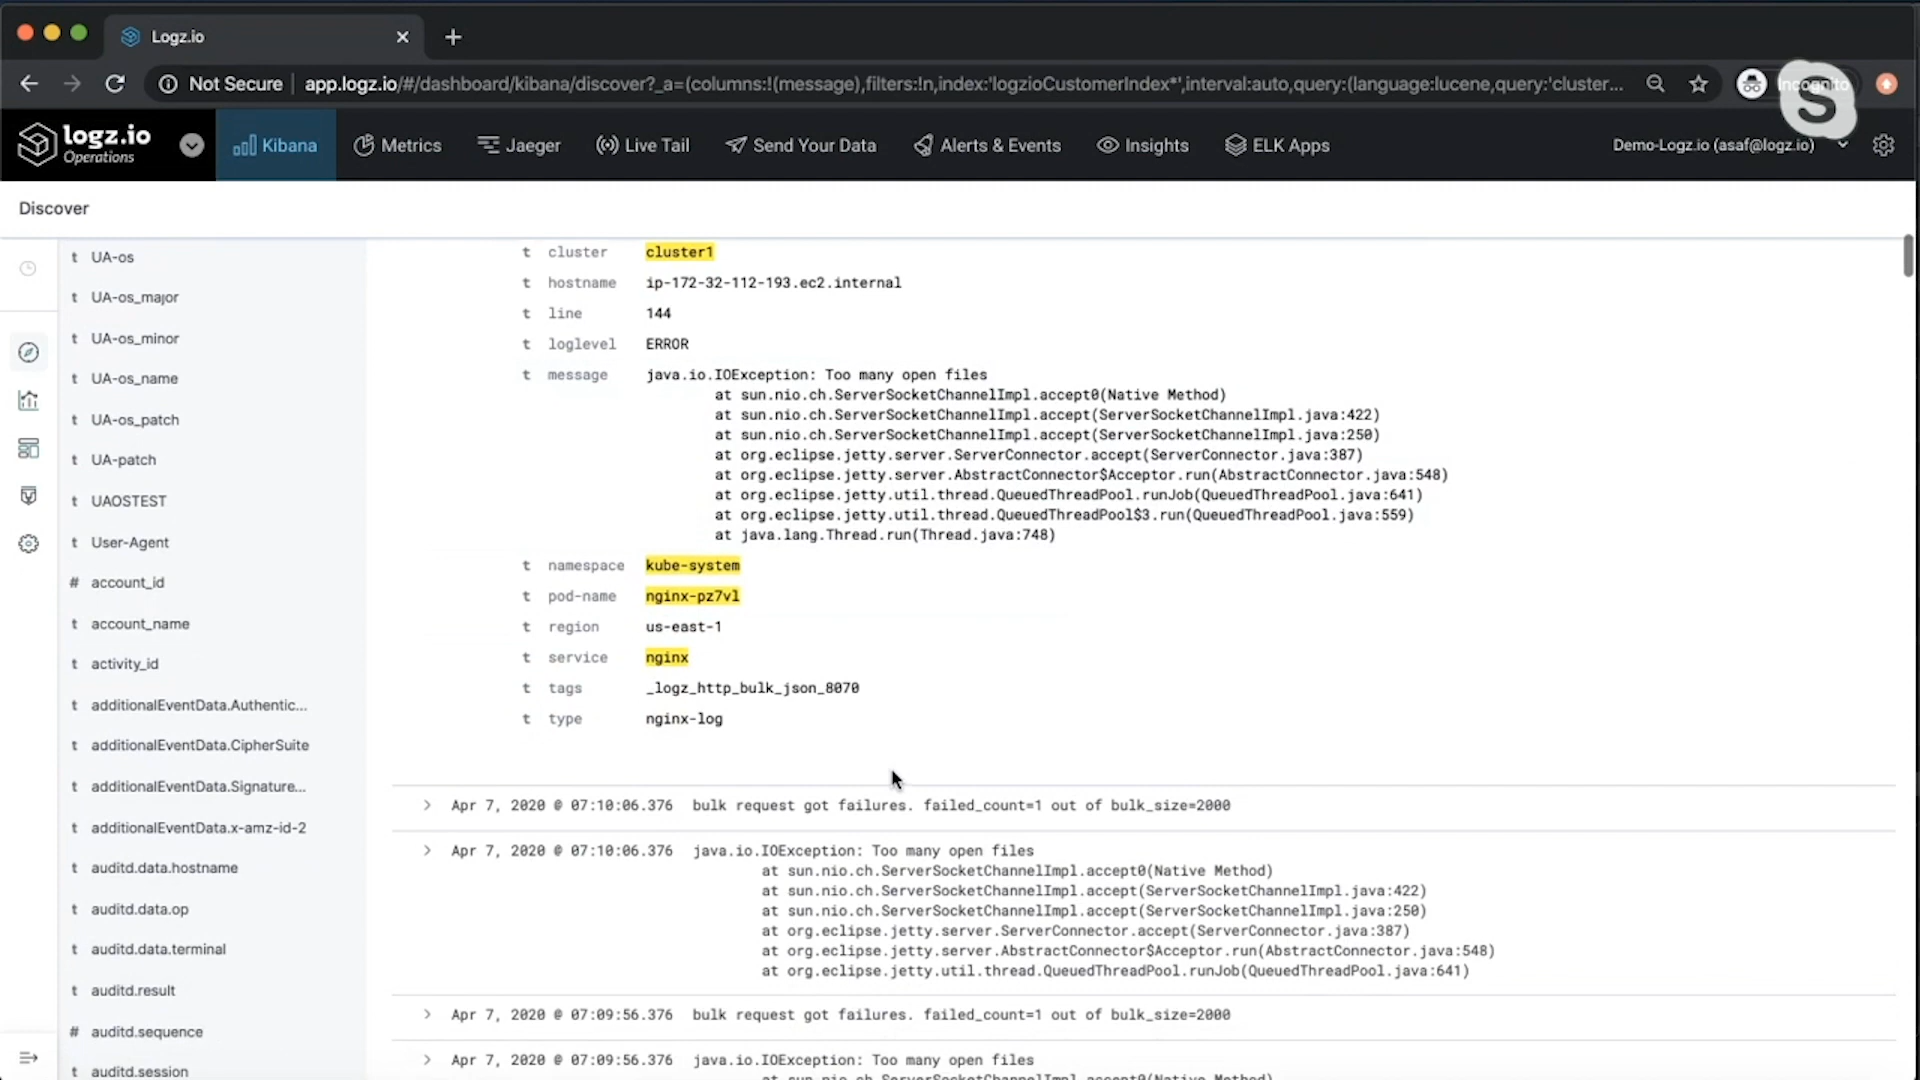 Logz.io
Not Secure app.logz.io/#/dashboard/kibana/discover?_a=(columns:!(message),filters:!n,index:'logzioCustomerIndex*',interval:auto,query:(language:lucene,query:'cluster... Incognito
logz.io Operations Kibana Metrics Jaeger Live Tail Send Your Data Alerts & Events Insights ELK Apps Demo-Logz.io (asaf@logz.io)
Discover
t UA-os
t UA-os_major
t UA-os_minor
t UA-os_name
t UA-os_patch
t UA-patch
t UAOSTEST
t User-Agent
# account_id
t account_name
t activity_id
t additionalEventData.Authentic...
t additionalEventData.CipherSuite
t additionalEventData.Signature...
t additionalEventData.x-amz-id-2
t auditd.data.hostname
t auditd.data.op
t auditd.data.terminal
t auditd.result
# auditd.sequence
t auditd.session
t cluster cluster1
t hostname ip-172-32-112-193.ec2.internal
t line 144
t loglevel ERROR
t message java.io.IOException: Too many open files
at sun.nio.ch.ServerSocketChannelImpl.accept0(Native Method)
at sun.nio.ch.ServerSocketChannelImpl.accept(ServerSocketChannelImpl.java:422)
at sun.nio.ch.ServerSocketChannelImpl.accept(ServerSocketChannelImpl.java:250)
at org.eclipse.jetty.server.ServerConnector.accept(ServerConnector.java:387)
at org.eclipse.jetty.server.AbstractConnector$Acceptor.run(AbstractConnector.java:548)
at org.eclipse.jetty.util.thread.QueuedThreadPool.runJob(QueuedThreadPool.java:641)
at org.eclipse.jetty.util.thread.QueuedThreadPool$3.run(QueuedThreadPool.java:559)
at java.lang.Thread.run(Thread.java:748)
t namespace kube-system
t pod-name nginx-pz7vl
t region us-east-1
t service nginx
t tags _logz_http_bulk_json_8070
t type nginx-log
Apr 7, 2020 @ 07:10:06.376 bulk request got failures. failed_count=1 out of bulk_size=2000
Apr 7, 2020 @ 07:10:06.376 java.io.IOException: Too many open files
at sun.nio.ch.ServerSocketChannelImpl.accept0(Native Method)
at sun.nio.ch.ServerSocketChannelImpl.accept(ServerSocketChannelImpl.java:422)
at sun.nio.ch.ServerSocketChannelImpl.accept(ServerSocketChannelImpl.java:250)
at org.eclipse.jetty.server.ServerConnector.accept(ServerConnector.java:387)
at org.eclipse.jetty.server.AbstractConnector$Acceptor.run(AbstractConnector.java:548)
at org.eclipse.jetty.util.thread.QueuedThreadPool.runJob(QueuedThreadPool.java:641)
Apr 7, 2020 @ 07:09:56.376 bulk request got failures. failed_count=1 out of bulk_size=2000
Apr 7, 2020 @ 07:09:56.376 java.io.IOException: Too many open files
at sun.nio.ch.ServerSocketChannelImpl.accept0(Native Method)